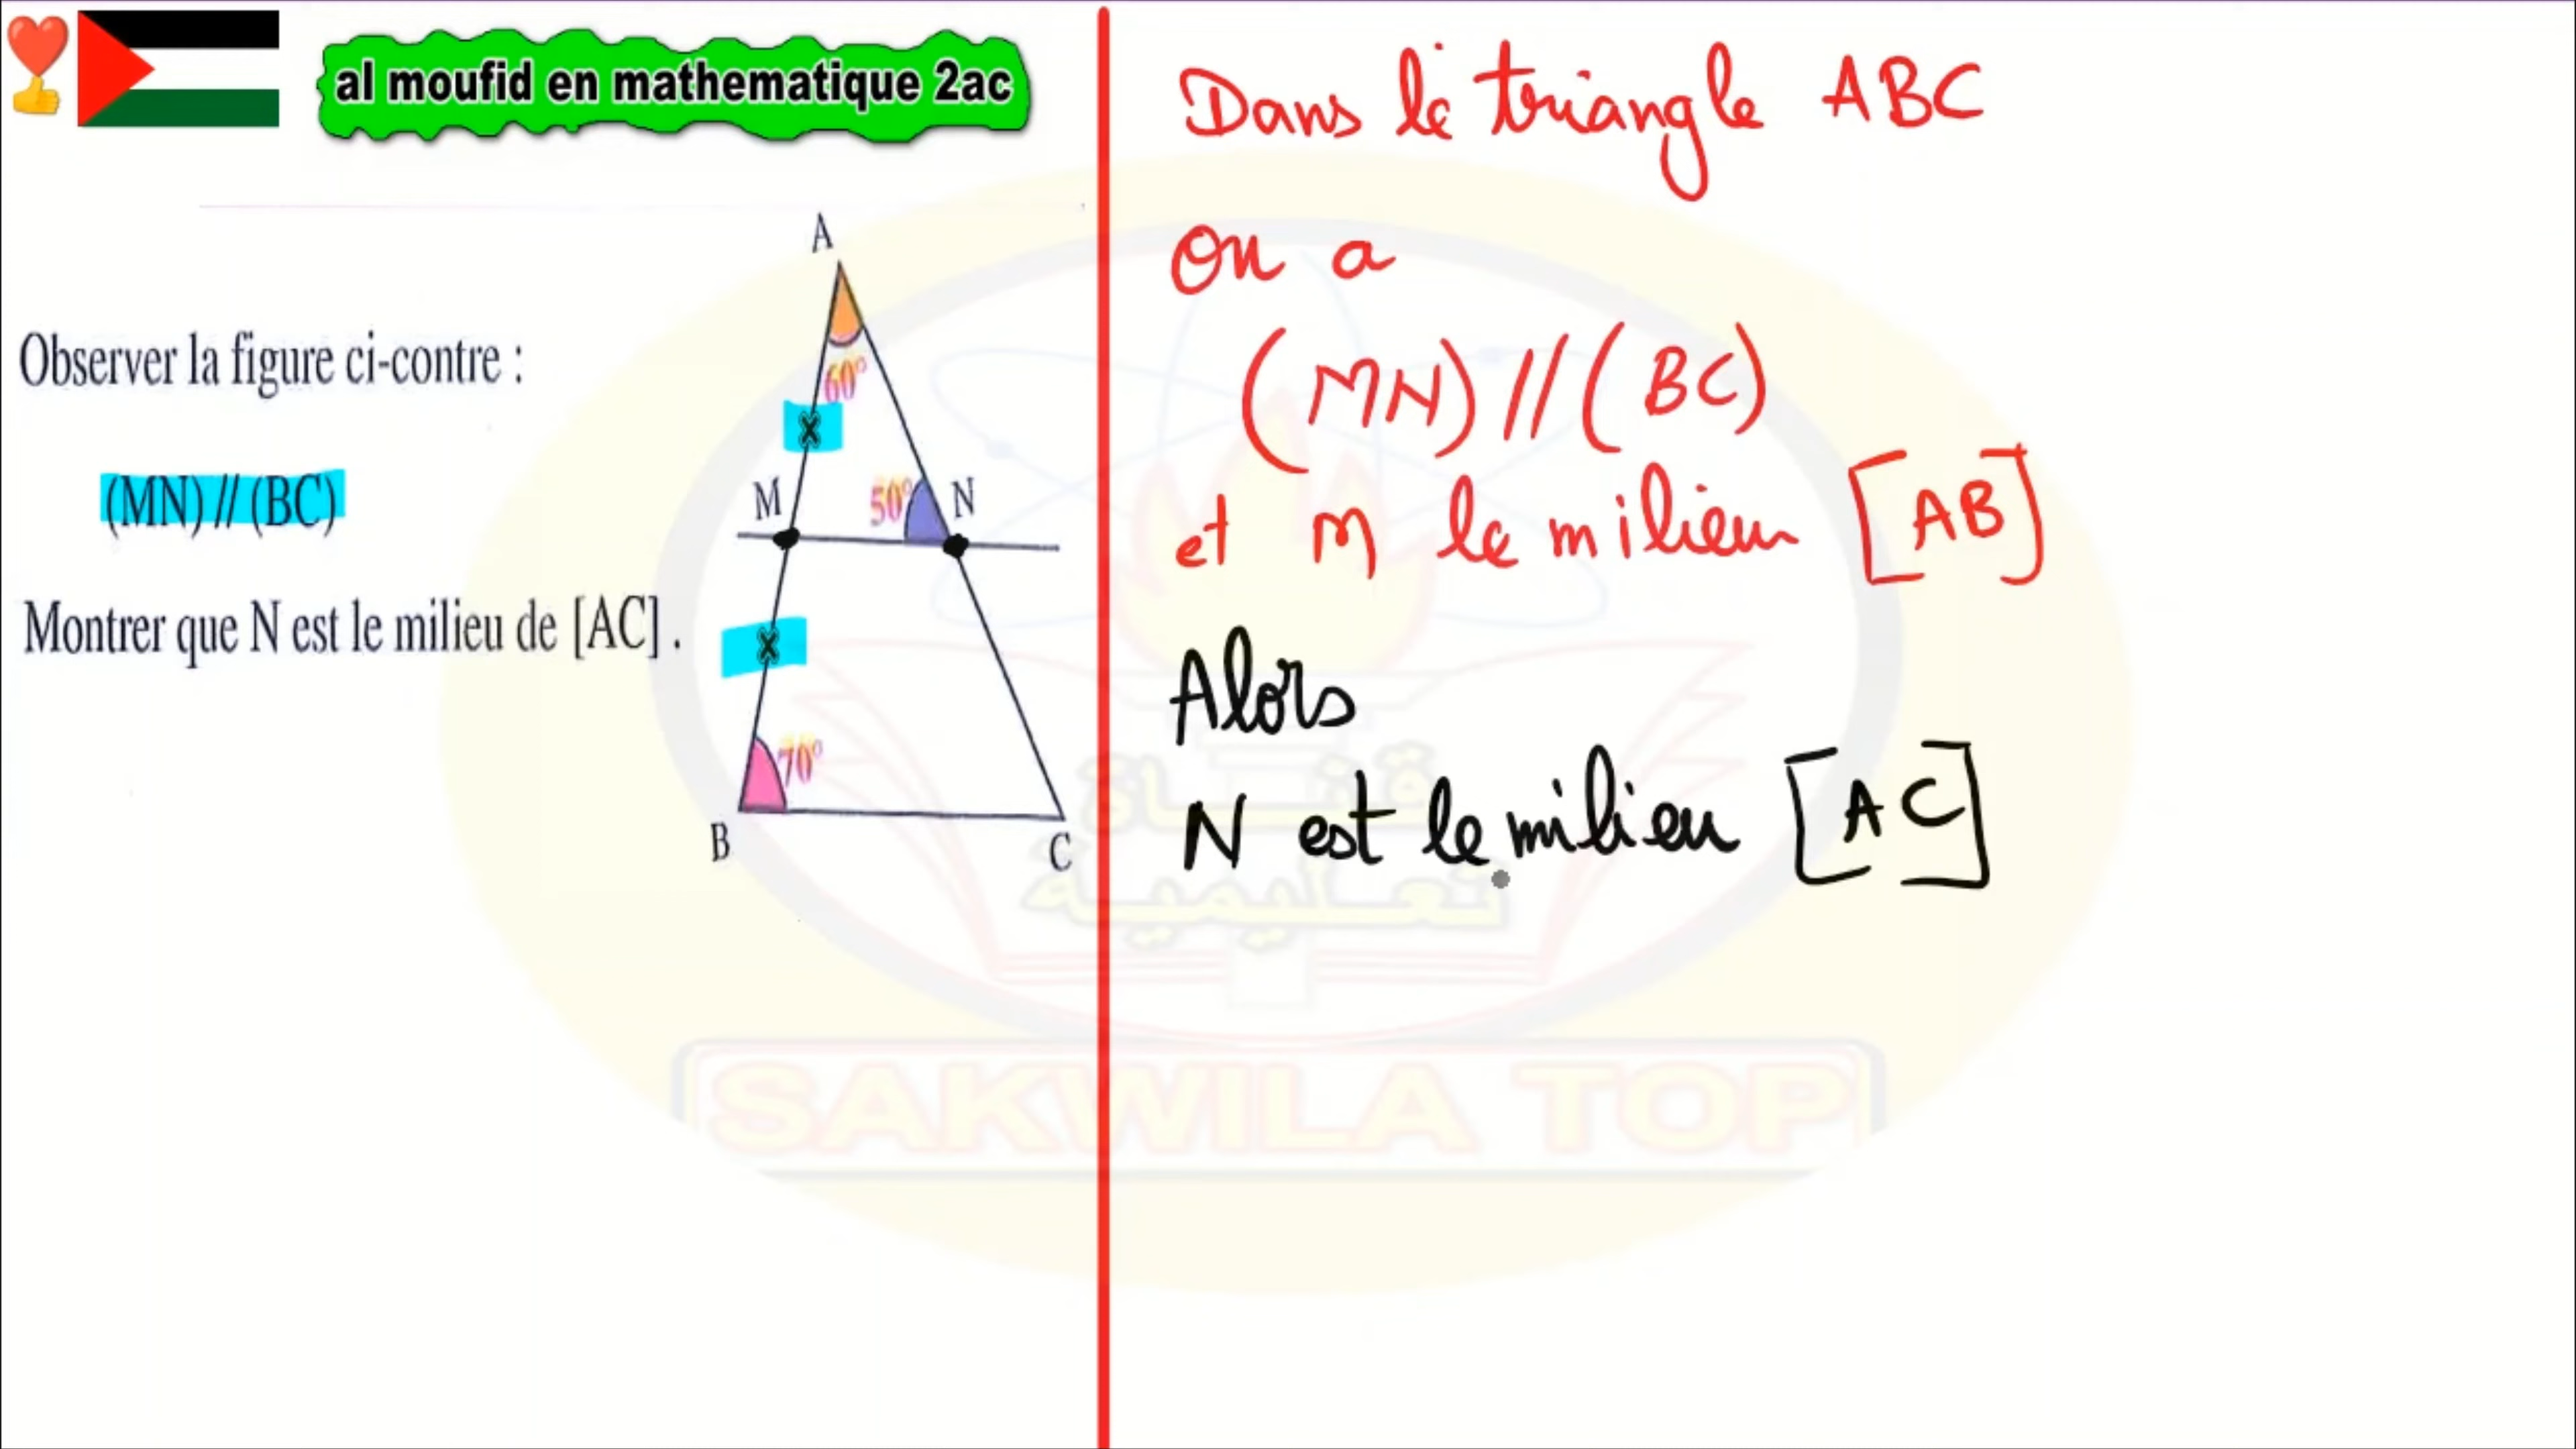 al moufid en mathematique 2ac
Observer la figure ci-contre :
(MN) // (BC)
Montrer que N est le milieu de [AC] .
A
60°
M
50°
N
70°
B
C
Dans le triangle ABC
on a
(MN) // (BC)
et M le milieu [AB]
Alors
N est le milieu [AC]
قناة
تعليمية
SAKWILA TOP